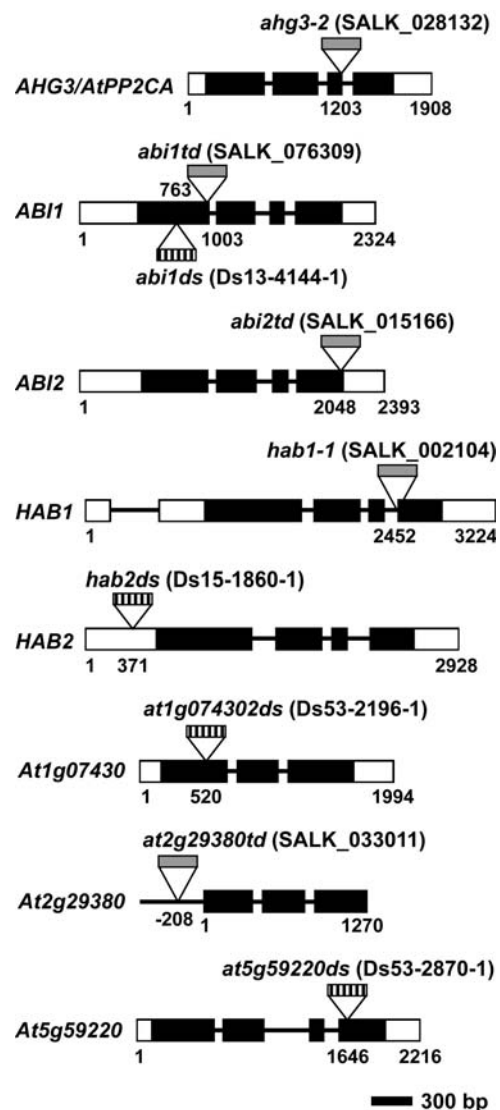 ahg3-2 (SALK_028132)
AHG3/AtPP2CA
1 1203 1908
abi1td (SALK_076309)
763
ABI1
1 1003 2324
abi1ds (Ds13-4144-1)
abi2td (SALK_015166)
ABI2
1 2048 2393
hab1-1 (SALK_002104)
HAB1
1 2452 3224
hab2ds (Ds15-1860-1)
HAB2
1 371 2928
at1g074302ds (Ds53-2196-1)
At1g07430
1 520 1994
at2g29380td (SALK_033011)
At2g29380
-208 1 1270
at5g59220ds (Ds53-2870-1)
At5g59220
1 1646 2216
300 bp